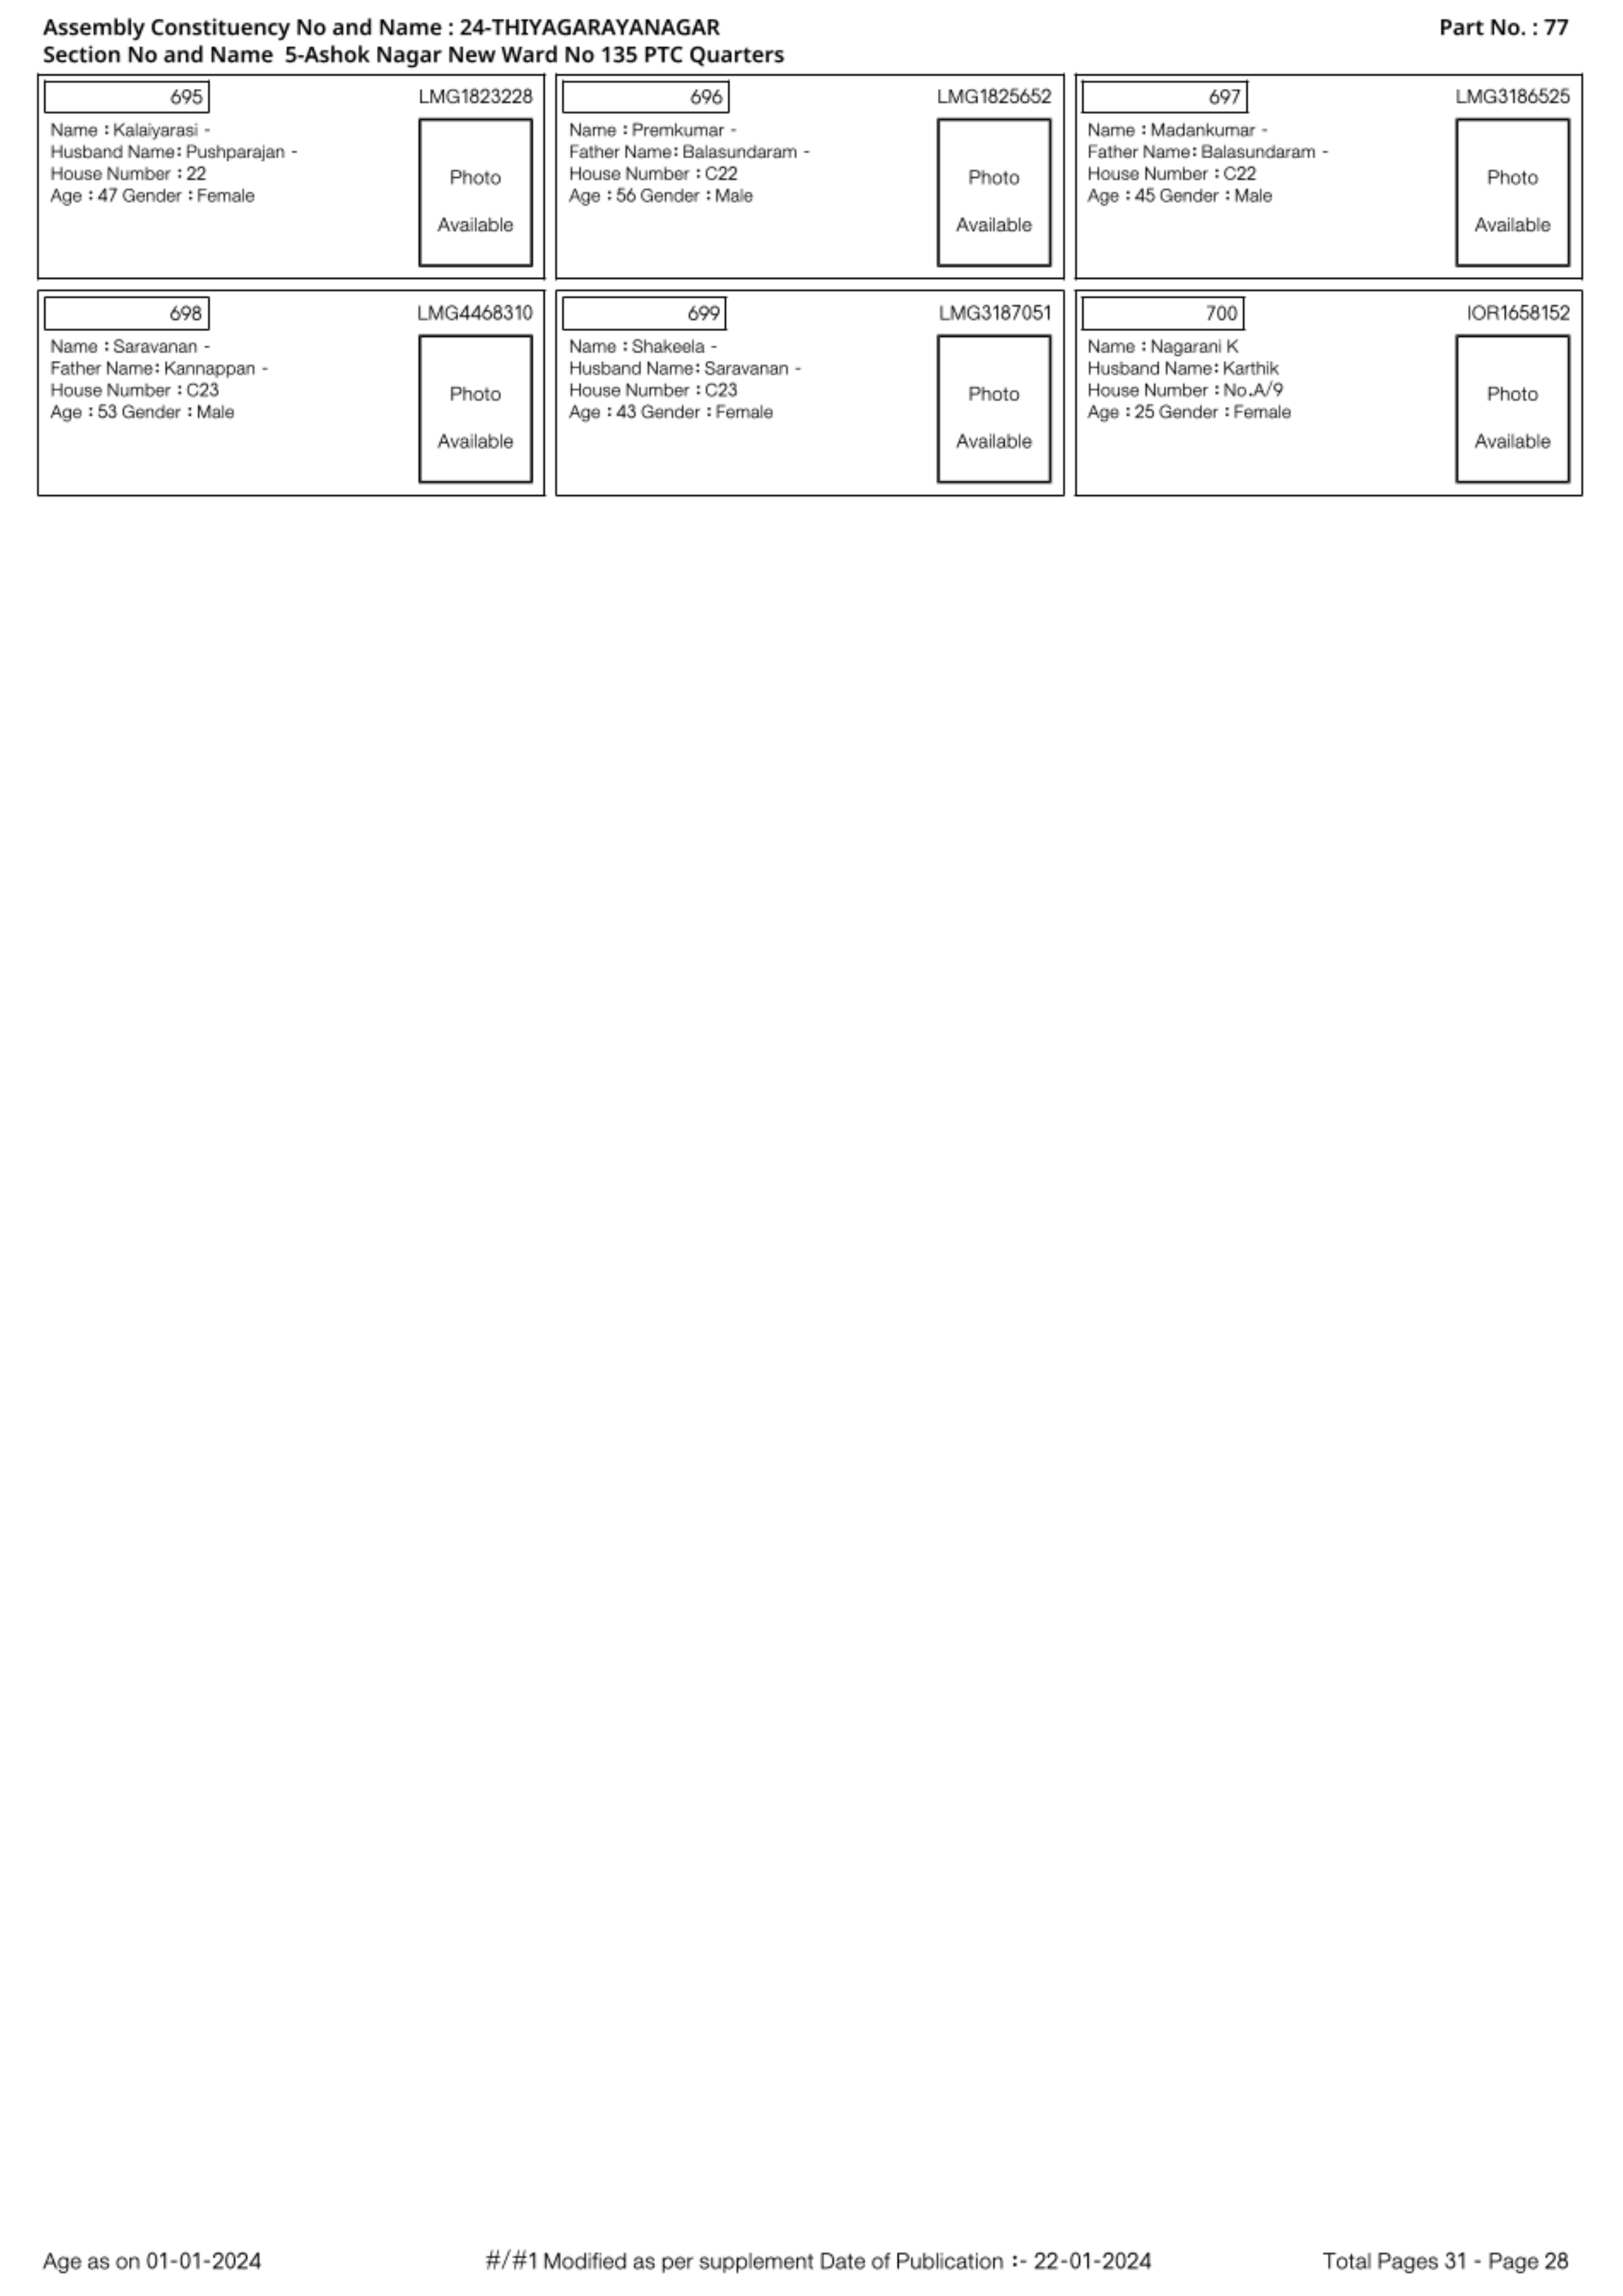 Assembly Constituency No and Name : 24-THIYAGARAYANAGAR
Part No. : 77
Section No and Name 5-Ashok Nagar New Ward No 135 PTC Quarters
695
LMG1823228
Name : Kalaiyarasi -
Husband Name: Pushparajan -
House Number : 22
Age : 47 Gender : Female
Photo
Available
696
LMG1825652
Name : Premkumar -
Father Name: Balasundaram -
House Number : C22
Age : 56 Gender : Male
Photo
Available
697
LMG3186525
Name : Madankumar -
Father Name: Balasundaram -
House Number : C22
Age : 45 Gender : Male
Photo
Available
698
LMG4468310
Name : Saravanan -
Father Name: Kannappan -
House Number : C23
Age : 53 Gender : Male
Photo
Available
699
LMG3187051
Name : Shakeela -
Husband Name: Saravanan -
House Number : C23
Age : 43 Gender : Female
Photo
Available
700
IOR1658152
Name : Nagarani K
Husband Name: Karthik
House Number : No.A/9
Age : 25 Gender : Female
Photo
Available
Age as on 01-01-2024
#/#1 Modified as per supplement Date of Publication :- 22-01-2024
Total Pages 31 - Page 28